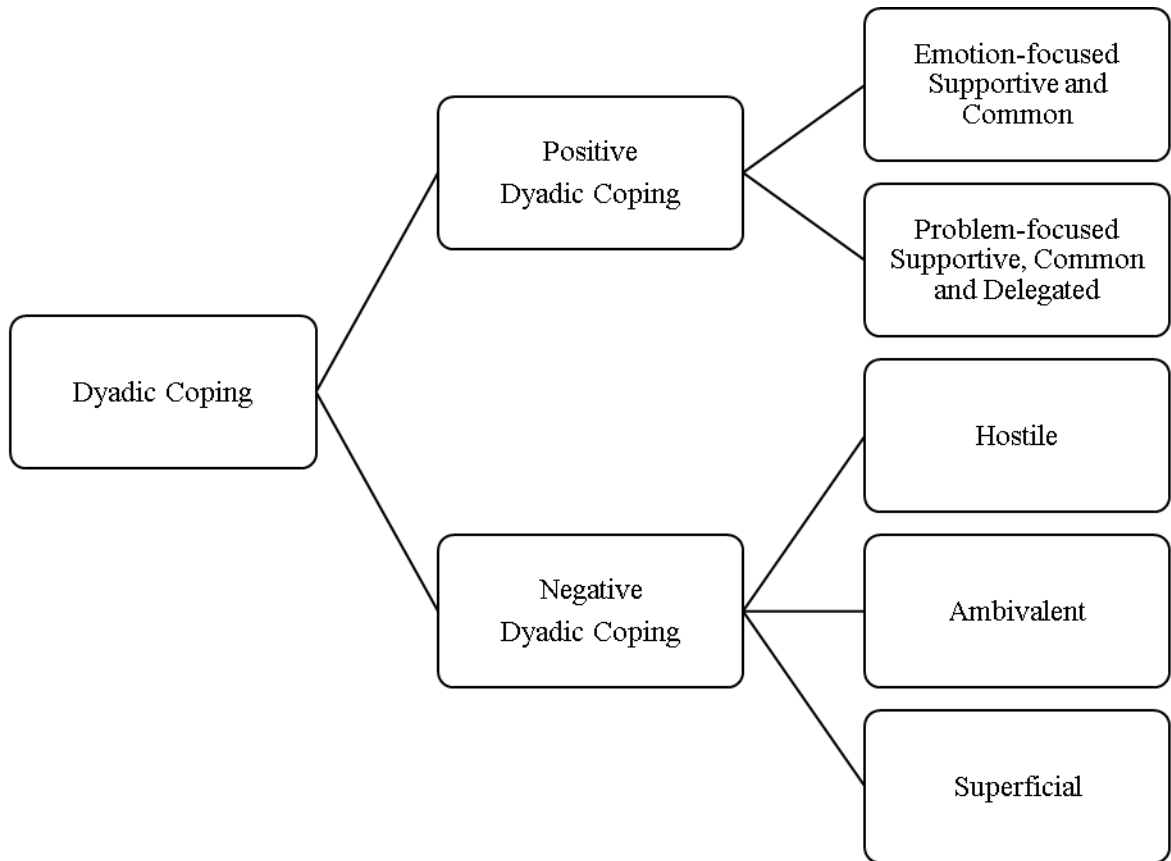 Dyadic Coping
Positive
Dyadic Coping
Emotion-focused
Supportive and
Common
Problem-focused
Supportive, Common
and Delegated
Negative
Dyadic Coping
Hostile
Ambivalent
Superficial